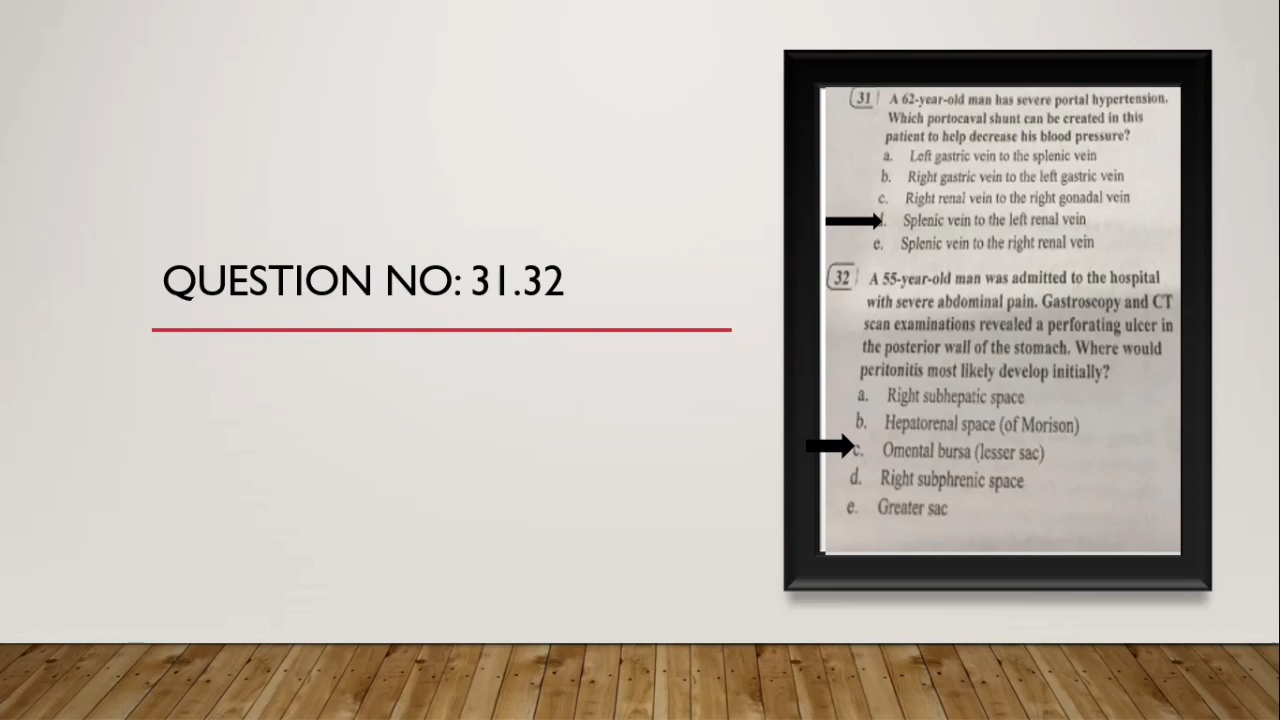 QUESTION NO: 31.32
31 A 62-year-old man has severe portal hypertension.
Which portocaval shunt can be created in this
patient to help decrease his blood pressure?
a. Left gastric vein to the splenic vein
b. Right gastric vein to the left gastric vein
c. Right renal vein to the right gonadal vein
Splenic vein to the left renal vein
e. Splenic vein to the right renal vein
32 A 55-year-old man was admitted to the hospital
with severe abdominal pain. Gastroscopy and CT
scan examinations revealed a perforating ulcer in
the posterior wall of the stomach. Where would
peritonitis most likely develop initially?
a. Right subhepatic space
b. Hepatorenal space (of Morison)
c. Omental bursa (lesser sac)
d. Right subphrenic space
e. Greater sac